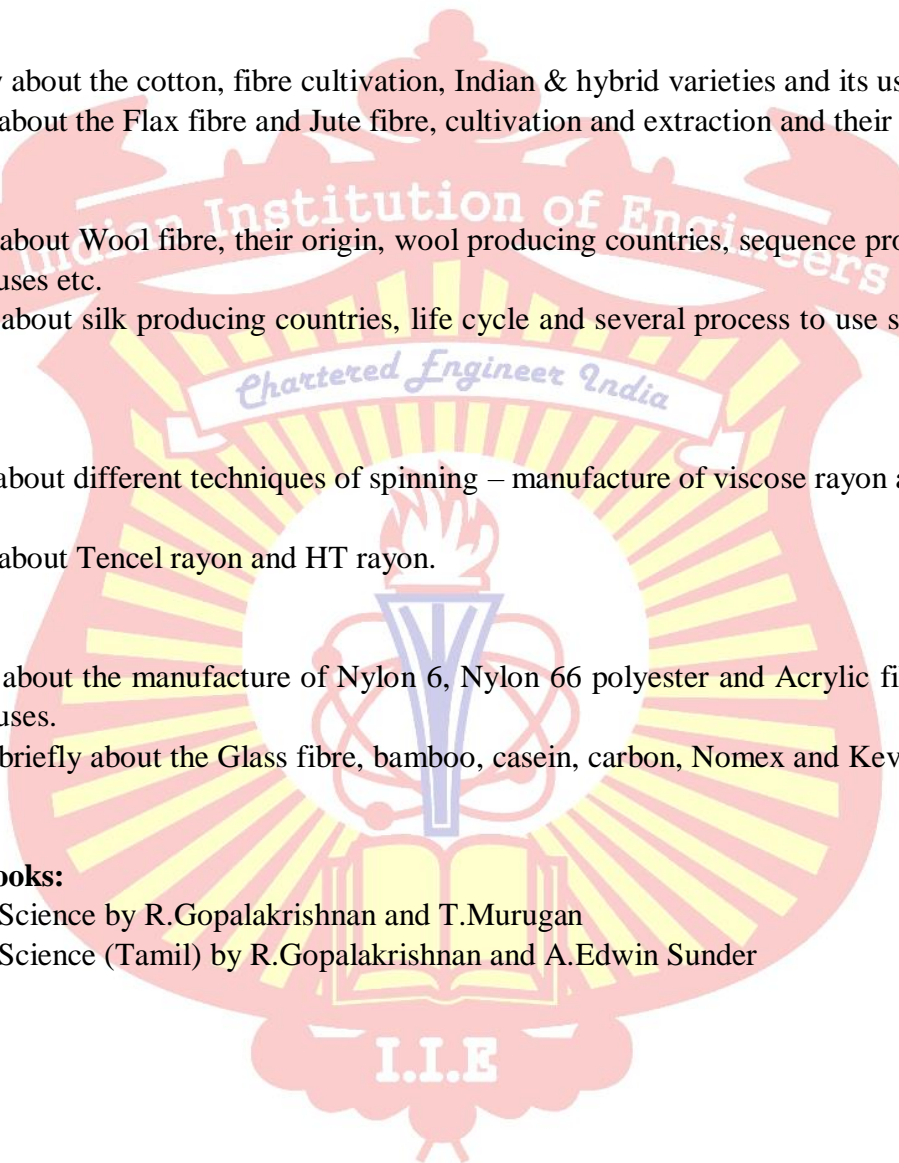 about the cotton, fibre cultivation, Indian & hybrid varieties and its
about the Flax fibre and Jute fibre, cultivation and extraction and their
Indian Institution of Engineers
about Wool fibre, their origin, wool producing countries, sequence
uses etc.
about silk producing countries, life cycle and several process to use
Chartered Engineer India
about different techniques of spinning – manufacture of viscose rayon
about Tencel rayon and HT rayon.
about the manufacture of Nylon 6, Nylon 66 polyester and Acrylic
uses.
briefly about the Glass fibre, bamboo, casein, carbon, Nomex and
ooks:
Science by R.Gopalakrishnan and T.Murugan
Science (Tamil) by R.Gopalakrishnan and A.Edwin Sunder
I.I.E